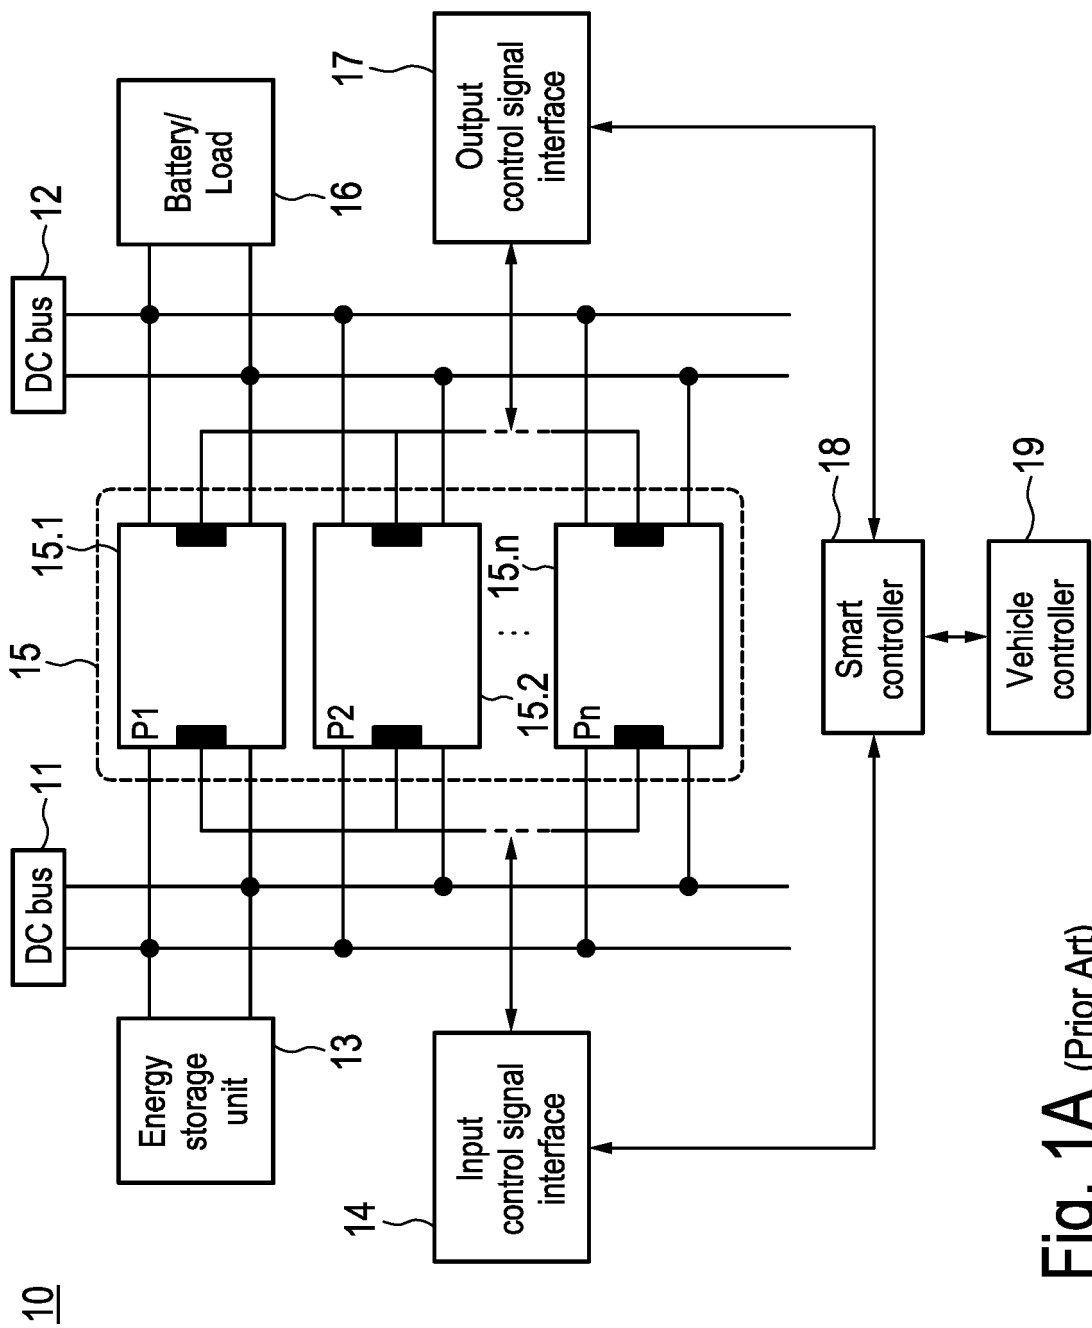 10
DC bus
11
15
15.1
DC bus
12
Energy
storage
unit
13
P1
Battery/
Load
16
P2
15.2
...
15.n
Pn
Input
control signal
interface
14
Output
control signal
interface
17
Smart
controller
18
Vehicle
controller
19
Fig. 1A (Prior Art)